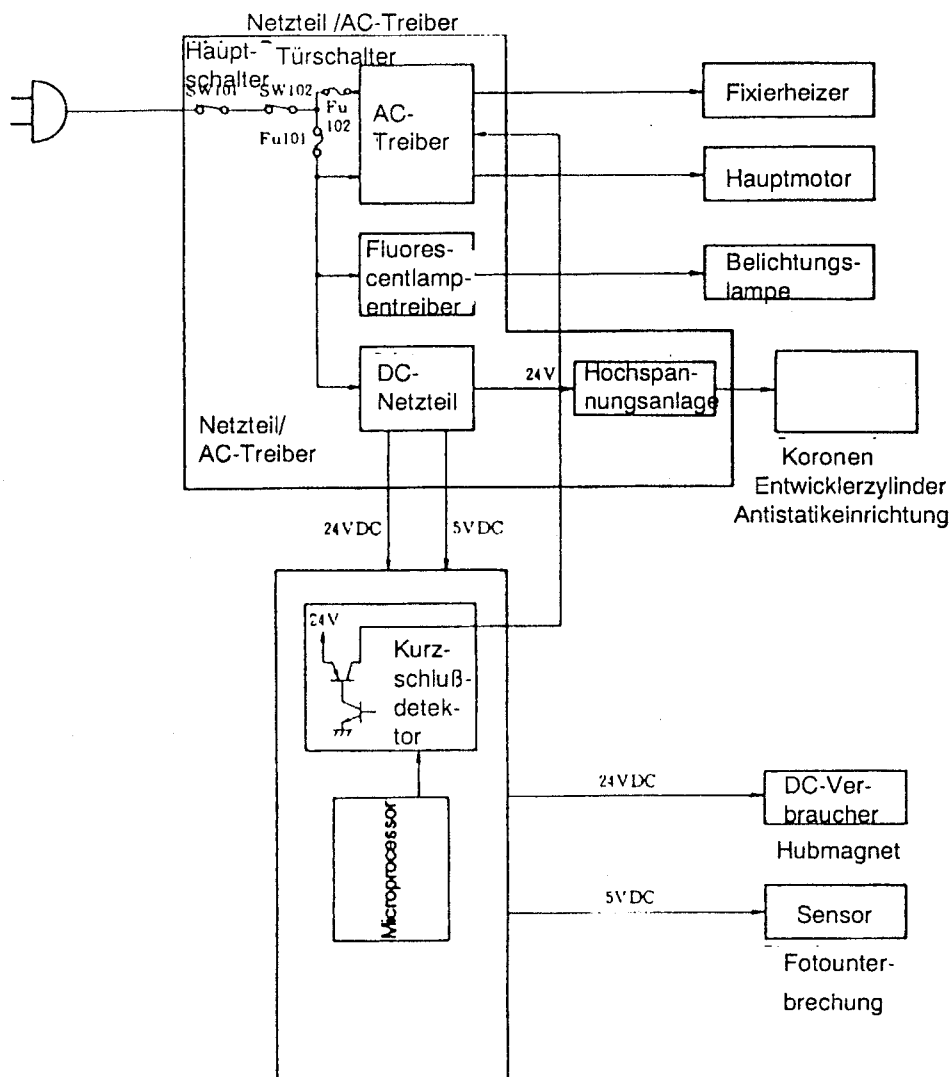 Netzteil /AC-Treiber
Haupt-
schalter
Türschalter
SW101
SW102
Fu
102
Fu101
AC-
Treiber
Fixierheizer
Hauptmotor
Fluores-
centlamp-
entreiber
Belichtungs-
lampe
DC-
Netzteil
24V
Hochspan-
nungsanlage
Netzteil/
AC-Treiber
Koronen
Entwicklerzylinder
Antistatikeinrichtung
24VDC
5VDC
24V
Kurz-
schluß-
detek-
tor
Microprocessor
24VDC
DC-Ver-
braucher
Hubmagnet
5VDC
Sensor
Fotounter-
brechung